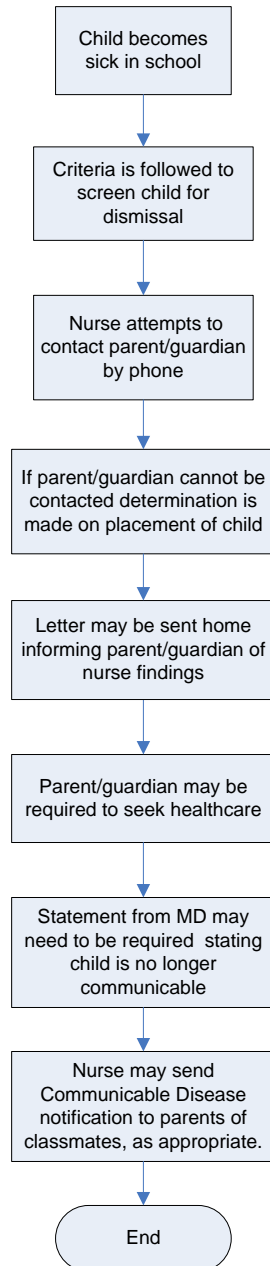 Child becomes
sick in school
Criteria is followed to
screen child for
dismissal
Nurse attempts to
contact parent/guardian
by phone
If parent/guardian cannot be
contacted determination is
made on placement of child
Letter may be sent home
informing parent/guardian of
nurse findings
Parent/guardian may be
required to seek healthcare
Statement from MD may
need to be required  stating
child is no longer
communicable
Nurse may send
Communicable Disease
notification to parents of
classmates, as appropriate.
End